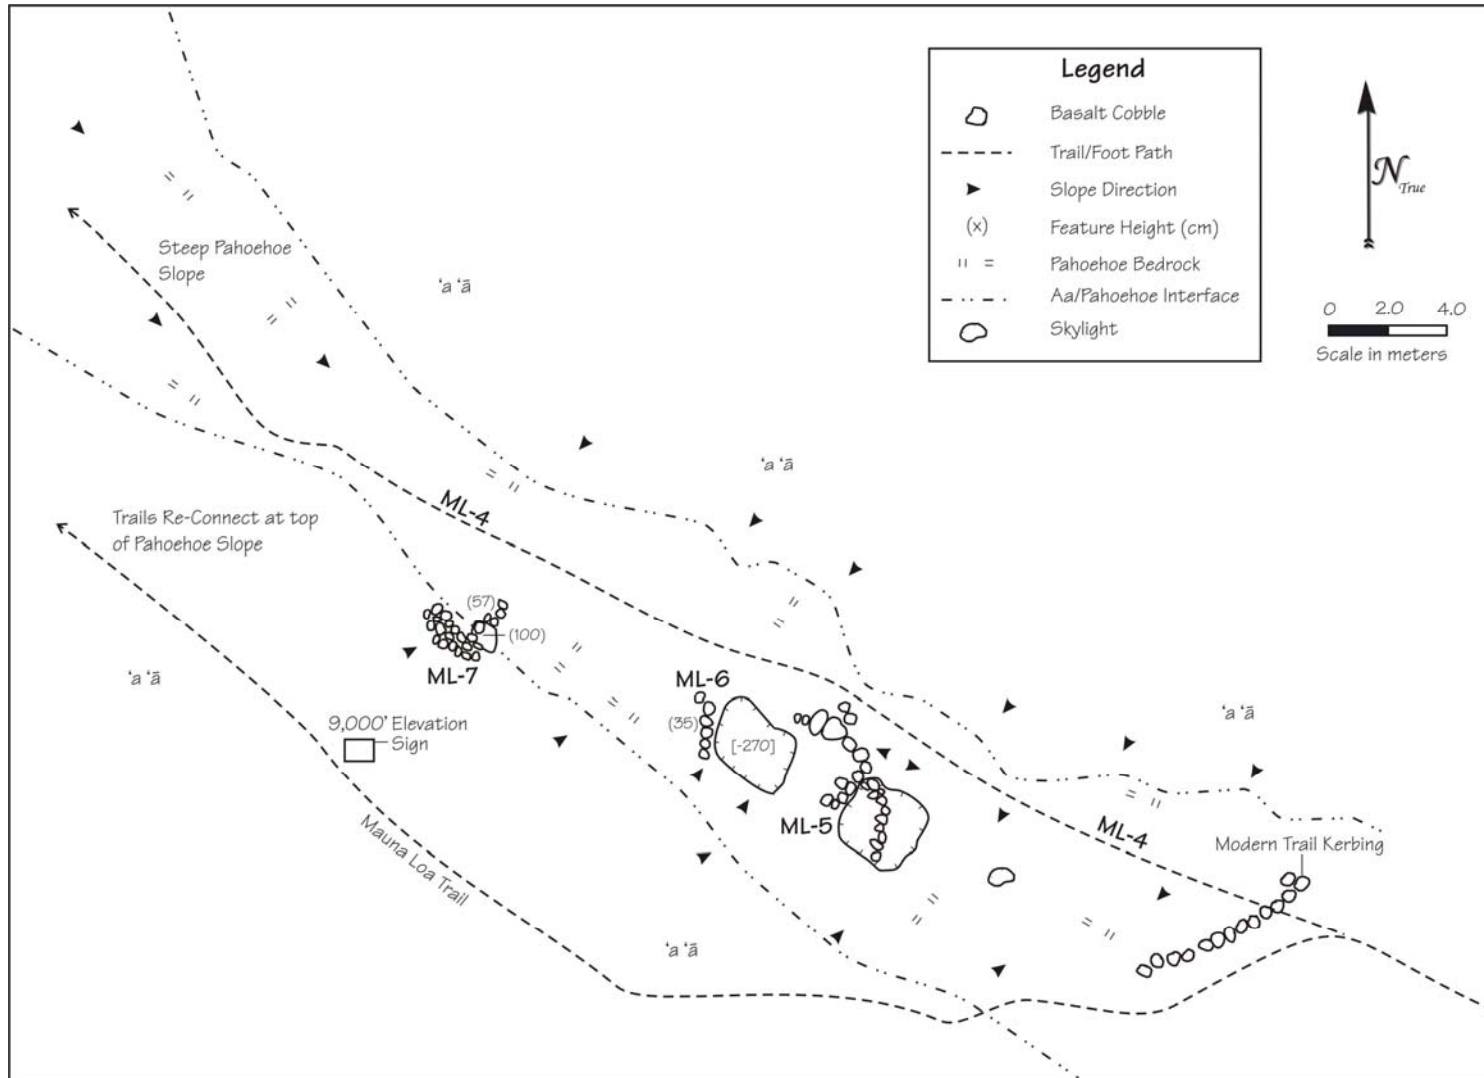 Legend
Basalt Cobble
Trail/Foot Path
Slope Direction
(x) Feature Height (cm)
Pahoehoe Bedrock
Aa/Pahoehoe Interface
Skylight
N
True
0 2.0 4.0
Scale in meters
Steep Pahoehoe
Slope
'a 'ā
'a 'ā
ML-4
Trails Re-Connect at top
of Pahoehoe Slope
(57)
(100)
ML-7
'a 'ā
ML-6
(35)
[-270]
9,000' Elevation
Sign
'a 'ā
ML-5
ML-4
Mauna Loa Trail
Modern Trail Kerbing
'a 'ā